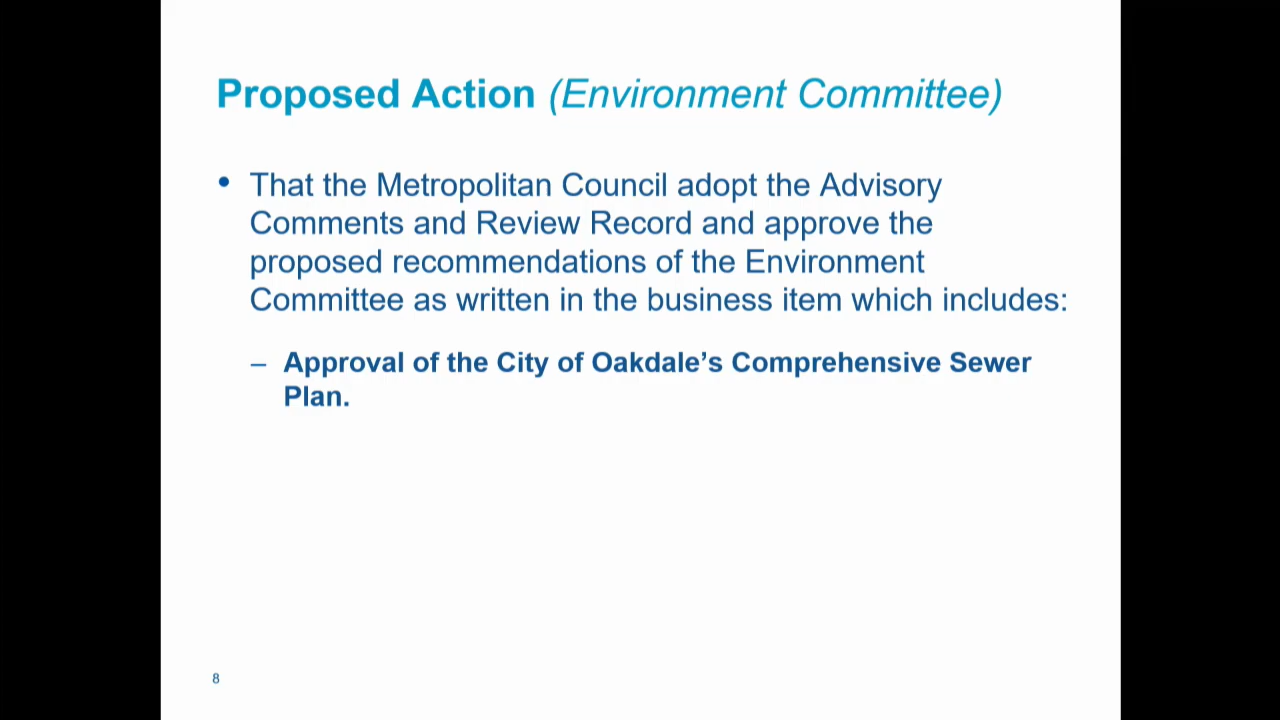 Proposed Action (Environment Committee)
• That the Metropolitan Council adopt the Advisory
Comments and Review Record and approve the
proposed recommendations of the Environment
Committee as written in the business item which includes:
– Approval of the City of Oakdale’s Comprehensive Sewer
Plan.
8